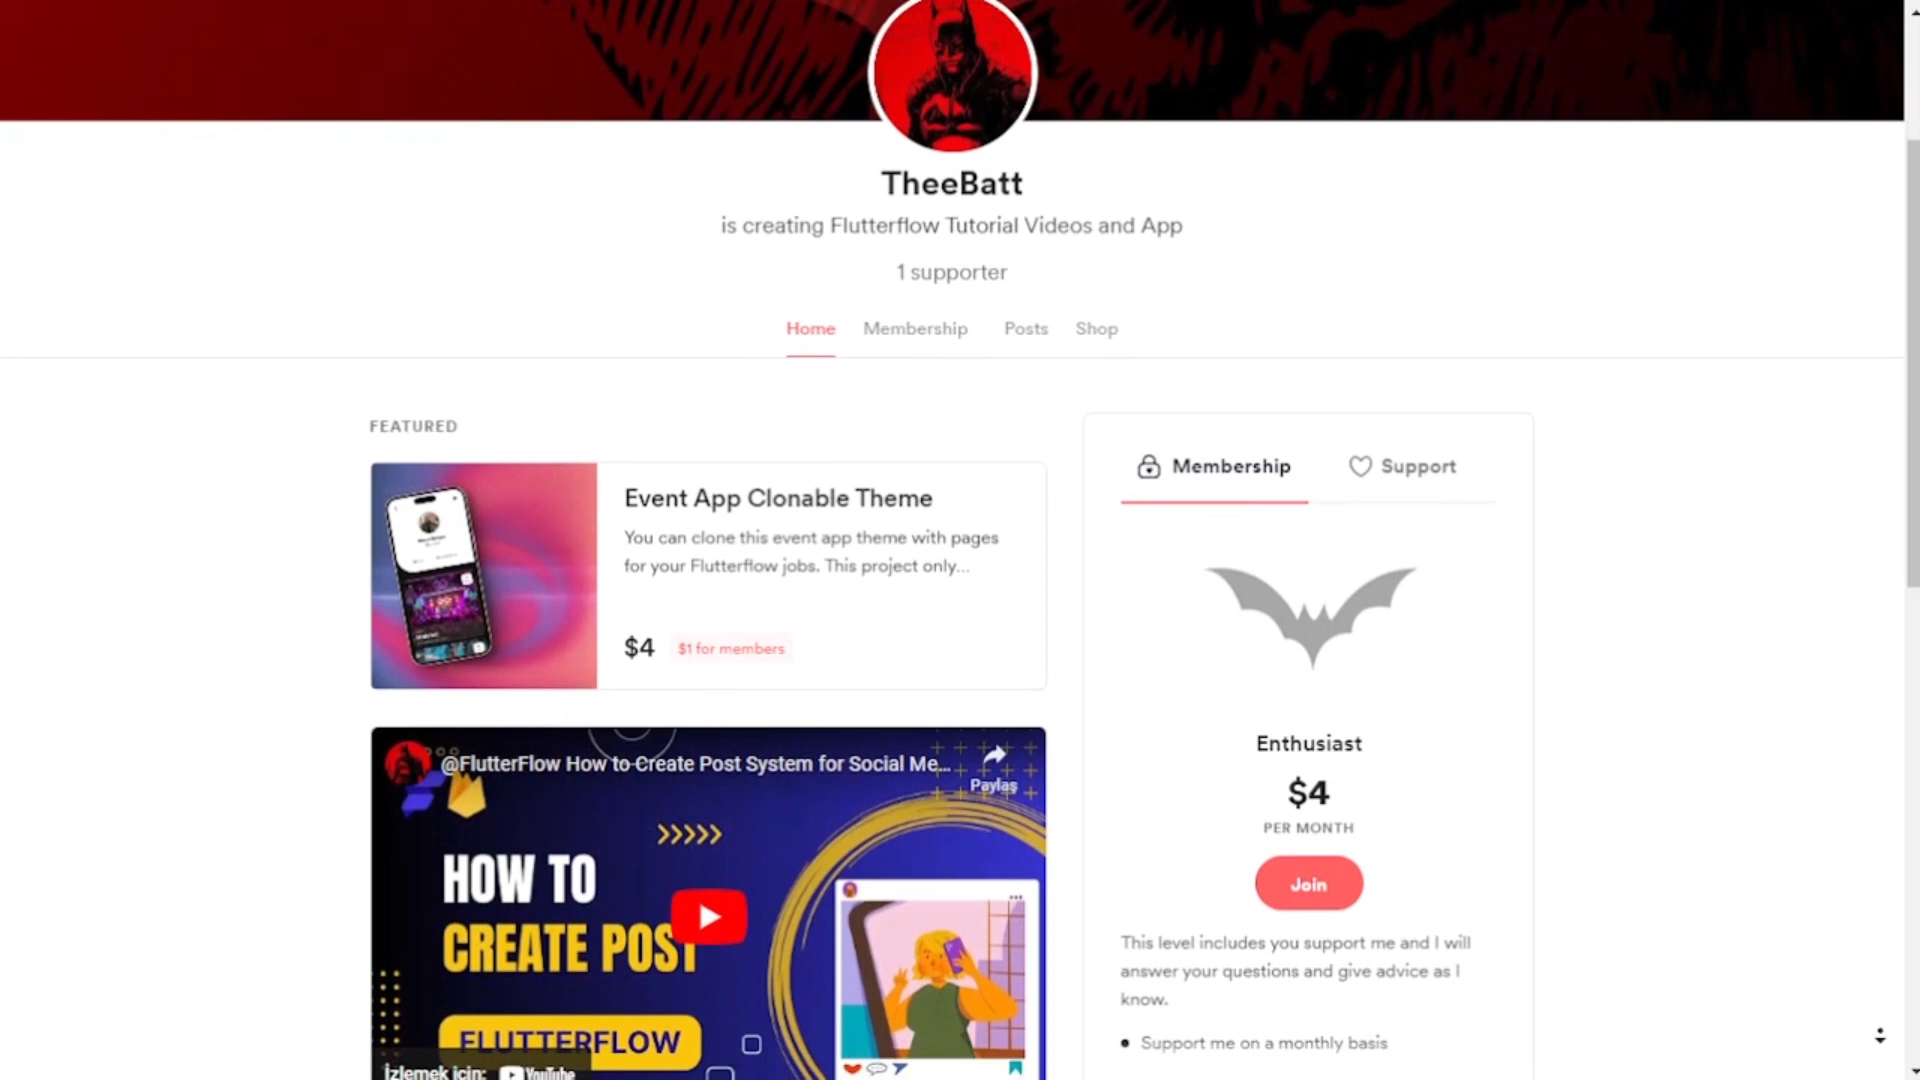 TheeBatt
is creating Flutterflow Tutorial Videos and App
1 supporter
Home Membership Posts Shop
FEATURED
Event App Clonable Theme
You can clone this event app theme with pages
for your Flutterflow jobs. This project only...
$4 $1 for members
@FlutterFlow How to Create Post System for Social Me...
Paylaş
HOW TO
CREATE POST
FLUTTERFLOW
İzlemek için: YouTube
Membership Support
Enthusiast
$4
PER MONTH
Join
This level includes you support me and I will
answer your questions and give advice as I
know.
Support me on a monthly basis